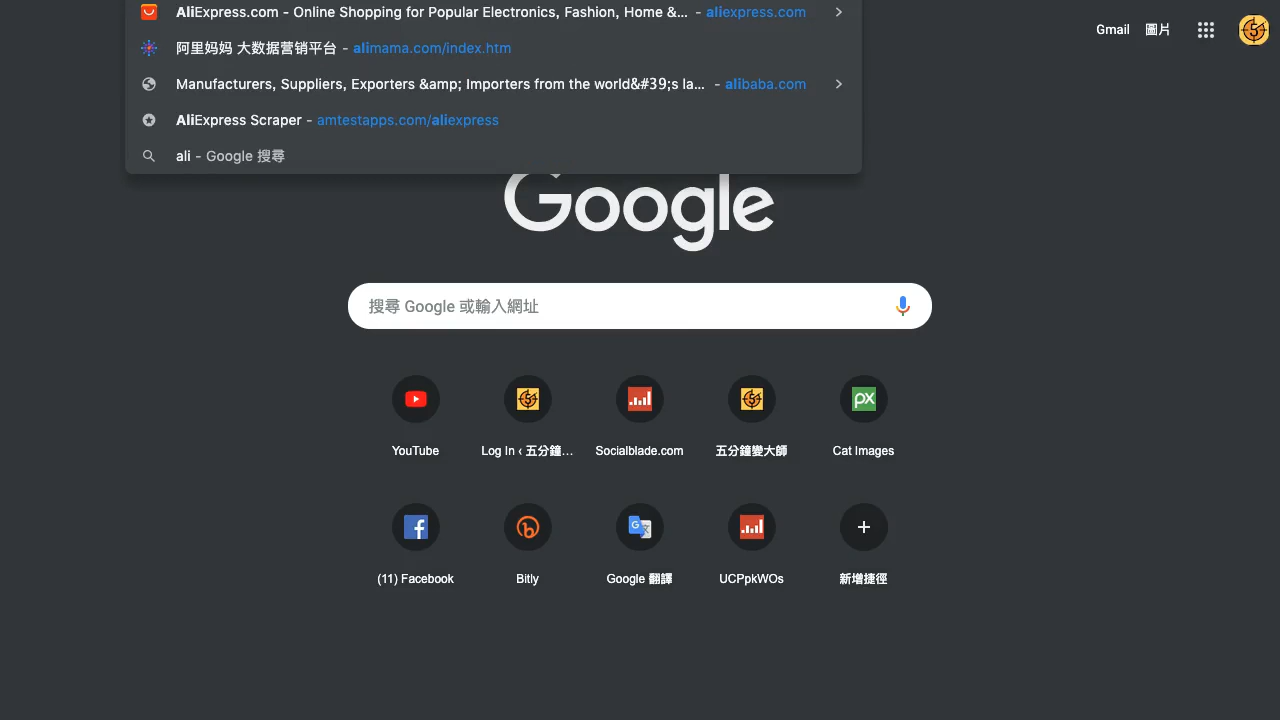 AliExpress.com - Online Shopping for Popular Electronics, Fashion, Home &... - aliexpress.com
阿里妈妈 大数据营销平台 - alimama.com/index.htm
Manufacturers, Suppliers, Exporters &amp; Importers from the world&#39;s la... - alibaba.com
AliExpress Scraper - amtestapps.com/aliexpress
ali - Google 搜尋
Gmail 圖片
Google
搜尋 Google 或輸入網址
YouTube
Log In ‹ 五分鐘...
Socialblade.com
五分鐘變大師
Cat Images
(11) Facebook
Bitly
Google 翻譯
UCPpkWOs
新增捷徑